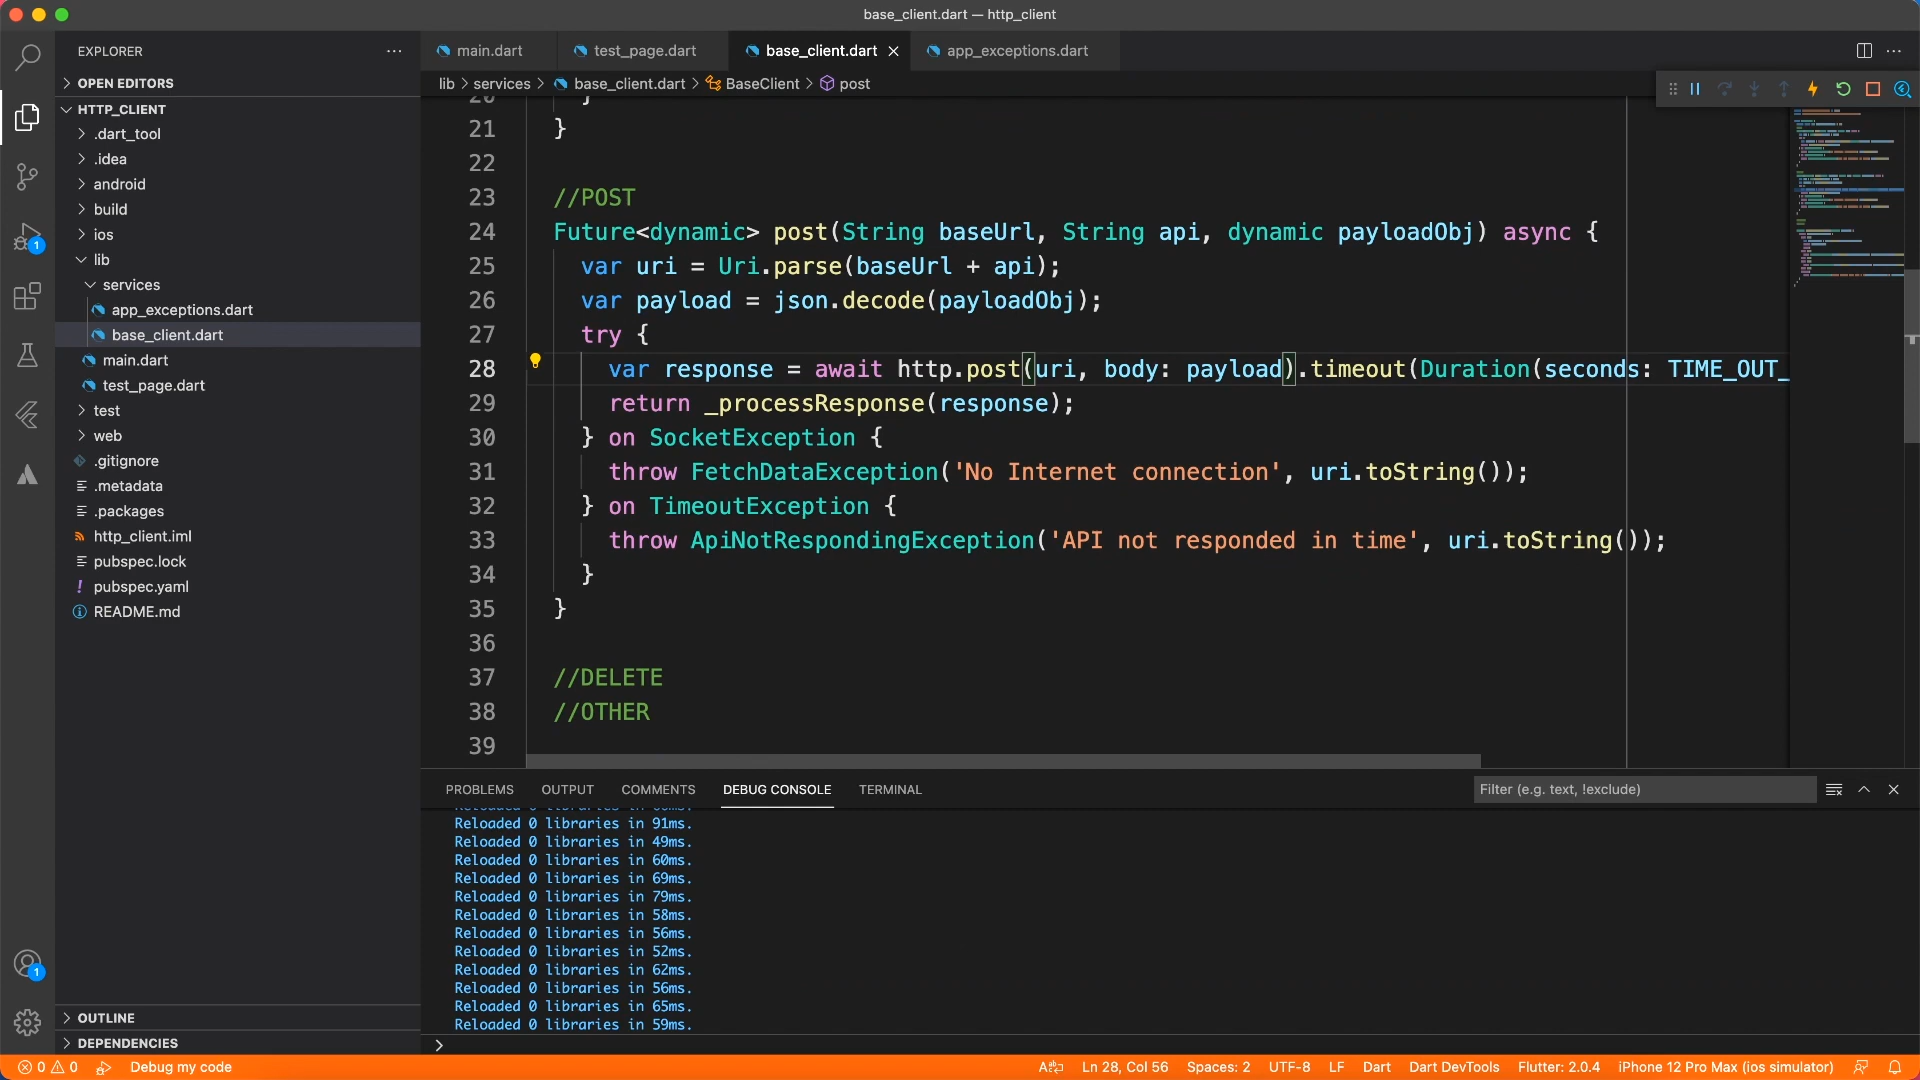 base_client.dart — http_client
EXPLORER
main.dart
test_page.dart
base_client.dart
app_exceptions.dart
OPEN EDITORS
lib > services > base_client.dart > BaseClient > post
HTTP_CLIENT
.dart_tool
.idea
android
build
ios
lib
services
app_exceptions.dart
base_client.dart
main.dart
test_page.dart
test
web
.gitignore
.metadata
.packages
http_client.iml
pubspec.lock
pubspec.yaml
README.md
OUTLINE
DEPENDENCIES
1
1
20 }
21 }
22
23 //POST
24 Future<dynamic> post(String baseUrl, String api, dynamic payloadObj) async {
25 var uri = Uri.parse(baseUrl + api);
26 var payload = json.decode(payloadObj);
27 try {
28 var response = await http.post(uri, body: payload).timeout(Duration(seconds: TIME_OUT_
29 return _processResponse(response);
30 } on SocketException {
31 throw FetchDataException('No Internet connection', uri.toString());
32 } on TimeoutException {
33 throw ApiNotRespondingException('API not responded in time', uri.toString());
34 }
35 }
36
37 //DELETE
38 //OTHER
39
PROBLEMS OUTPUT COMMENTS DEBUG CONSOLE TERMINAL
Filter (e.g. text, !exclude)
Reloaded 0 libraries in 91ms.
Reloaded 0 libraries in 49ms.
Reloaded 0 libraries in 60ms.
Reloaded 0 libraries in 69ms.
Reloaded 0 libraries in 79ms.
Reloaded 0 libraries in 58ms.
Reloaded 0 libraries in 56ms.
Reloaded 0 libraries in 52ms.
Reloaded 0 libraries in 62ms.
Reloaded 0 libraries in 56ms.
Reloaded 0 libraries in 65ms.
Reloaded 0 libraries in 59ms.
0 0 Debug my code
Ln 28, Col 56 Spaces: 2 UTF-8 LF Dart Dart DevTools Flutter: 2.0.4 iPhone 12 Pro Max (ios simulator)